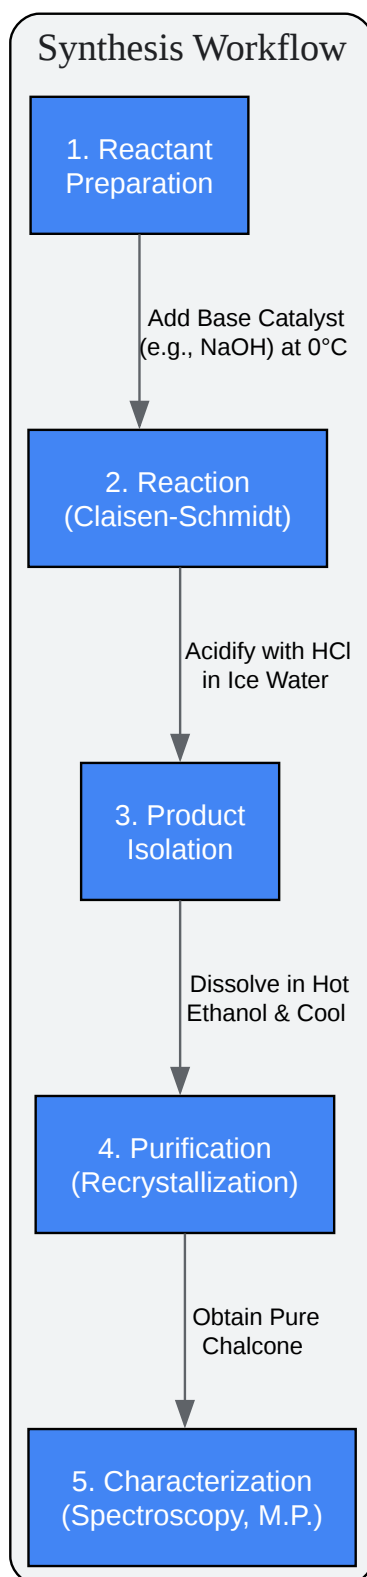 Synthesis Workflow
1. Reactant
Preparation
Add Base Catalyst
(e.g., NaOH) at 0°C
2. Reaction
(Claisen-Schmidt)
Acidify with HCl
in Ice Water
3. Product
Isolation
Dissolve in Hot
Ethanol & Cool
4. Purification
(Recrystallization)
Obtain Pure
Chalcone
5. Characterization
(Spectroscopy, M.P.)